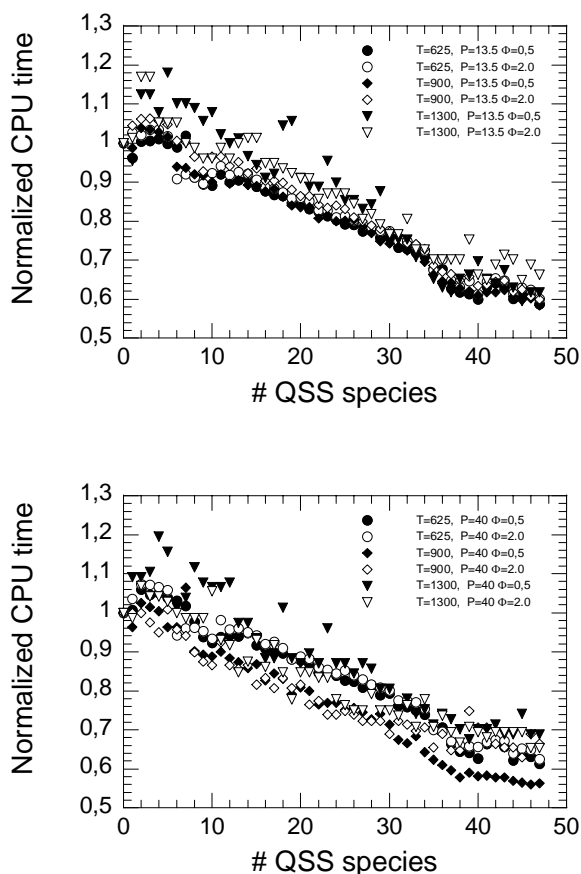 1,3
1,2
1,1
1
0,9
0,8
0,7
0,6
0,5
Normalized CPU time
T=625, P=13.5 Φ=0,5
T=625, P=13.5 Φ=2.0
T=900, P=13.5 Φ=0,5
T=900, P=13.5 Φ=2.0
T=1300, P=13.5 Φ=0,5
T=1300, P=13.5 Φ=2.0
0 10 20 30 40 50
# QSS species
1,3
1,2
1,1
1
0,9
0,8
0,7
0,6
0,5
Normalized CPU time
T=625, P=40 Φ=0,5
T=625, P=40 Φ=2.0
T=900, P=40 Φ=0,5
T=900, P=40 Φ=2.0
T=1300, P=40 Φ=0,5
T=1300, P=40 Φ=2.0
0 10 20 30 40 50
# QSS species